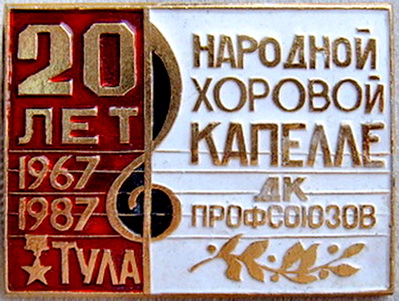 20
ЛЕТ
1967
1987
ТУЛА
НАРОДНОЙ
ХОРОВОЙ
КАПЕЛЛЕ
ДК
ПРОФСОЮЗОВ